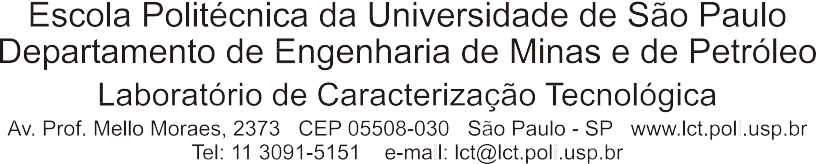 Escola Politécnica da Universidade de São Paulo
Departamento de Engenharia de Minas e de Petróleo
Laboratório de Caracterização Tecnológica
Av. Prof. Mello Moraes, 2373 CEP 05508-030 São Paulo - SP www.lct.poli.usp.br
Tel: 11 3091-5151 e-mail: lct@lct.poli.usp.br